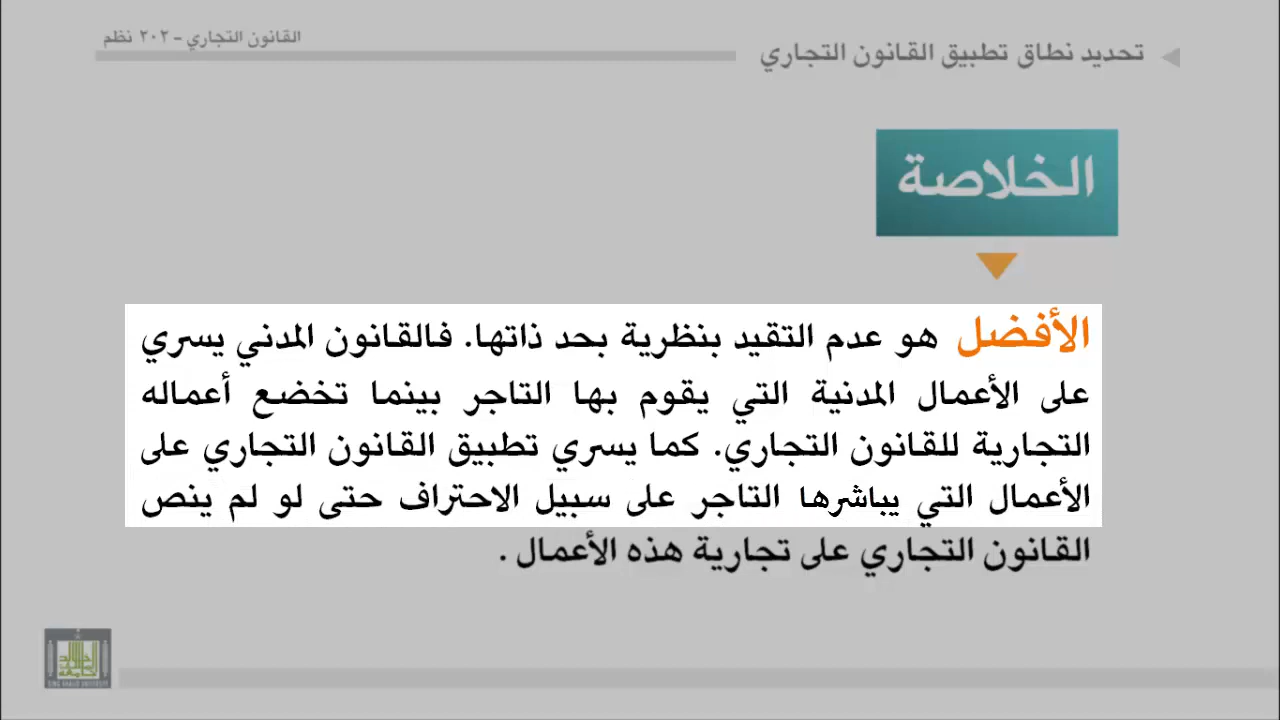 القانون التجاري - ٢٠٢ نظم
تحديد نطاق تطبيق القانون التجاري
الخلاصة
الأفضل هو عدم التقيد بنظرية بحد ذاتها. فالقانون المدني يسري
على الأعمال المدنية التي يقوم بها التاجر بينما تخضع أعماله
التجارية للقانون التجاري. كما يسري تطبيق القانون التجاري على
الأعمال التي يباشرها التاجر على سبيل الاحتراف حتى لو لم ينص
القانون التجاري على تجارية هذه الأعمال .